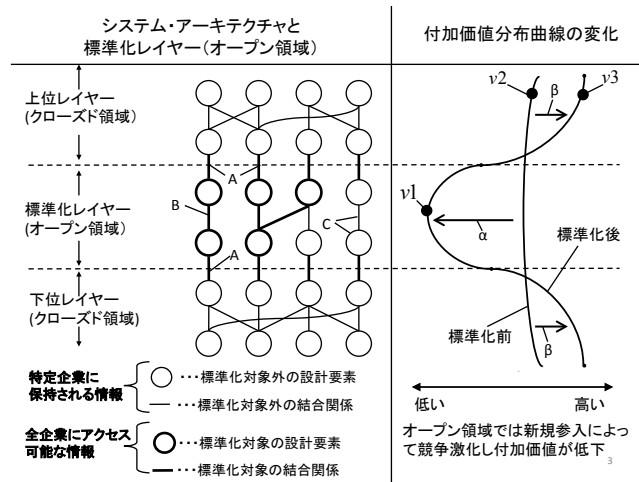 システム・アーキテクチャと
標準化レイヤー(オープン領域)
付加価値分布曲線の変化
上位レイヤー
(クローズド領域)
標準化レイヤー
(オープン領域)
下位レイヤー
(クローズド領域)
A
B
C
A
v2
v3
β
v1
α
標準化後
標準化前
β
特定企業に
保持される情報
･･･標準化対象外の設計要素
･･･標準化対象外の結合関係
全企業にアクセス
可能な情報
･･･標準化対象の設計要素
･･･標準化対象の結合関係
低い
高い
オープン領域では新規参入によっ
て競争激化し付加価値が低下
3